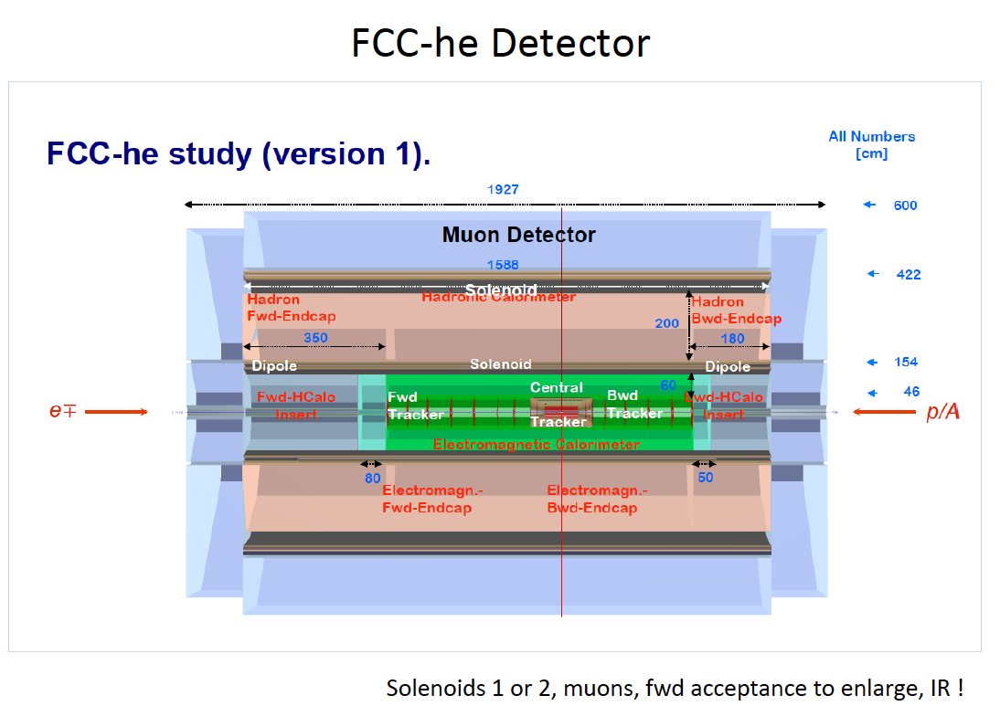 FCC-he Detector
FCC-he study (version 1).
All Numbers
[cm]
1927
600
Muon Detector
1588
422
Solenoid
Hadronic Calorimeter
Hadron
Fwd-Endcap
Hadron
Bwd-Endcap
200
350
180
Dipole
Solenoid
Dipole
154
60
46
Fwd-HCalo
Insert
Fwd
Tracker
Central
Tracker
Bwd
Tracker
Bwd-HCalo
Insert
e∓
p/A
Electromagnetic Calorimeter
80
50
Electromagn.-
Fwd-Endcap
Electromagn.-
Bwd-Endcap
Solenoids 1 or 2, muons, fwd acceptance to enlarge, IR !